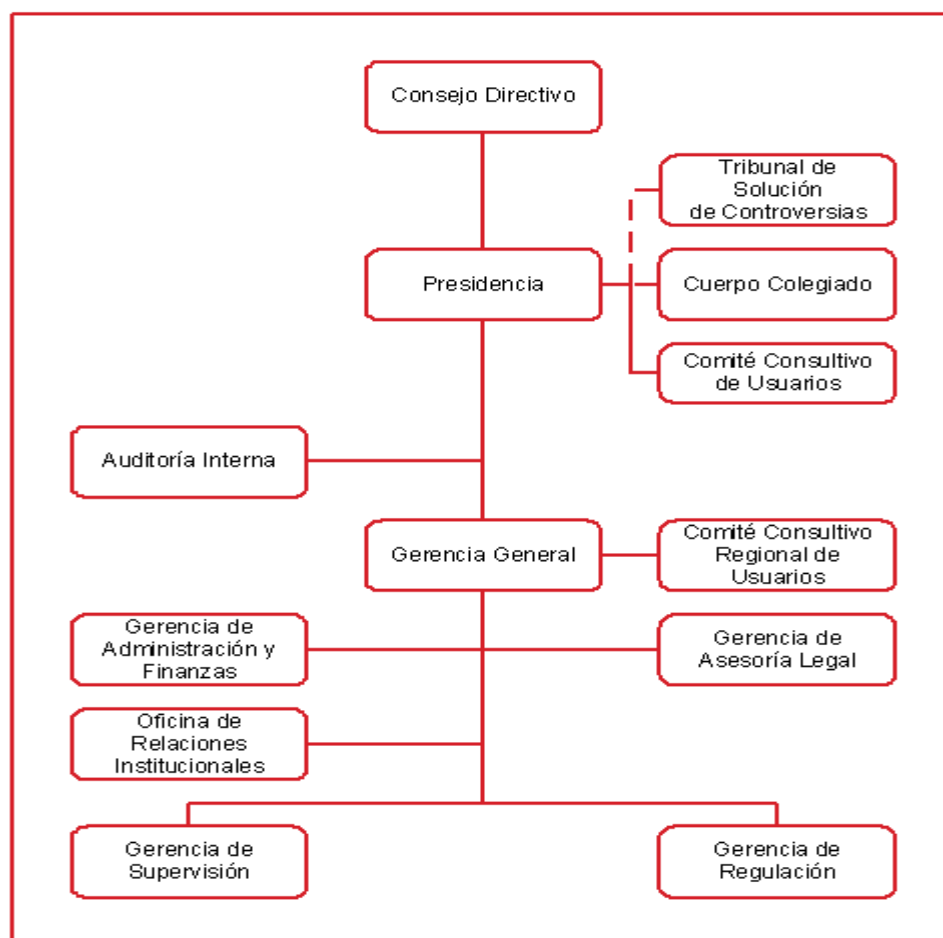 Consejo Directivo
Tribunal de
Solución
de Controversias
Presidencia
Cuerpo Colegiado
Comité Consultivo
de Usuarios
Auditoría Interna
Gerencia General
Comité Consultivo
Regional de
Usuarios
Gerencia de
Administración y
Finanzas
Gerencia de
Asesoría Legal
Oficina de
Relaciones
Institucionales
Gerencia de
Supervisión
Gerencia de
Regulación